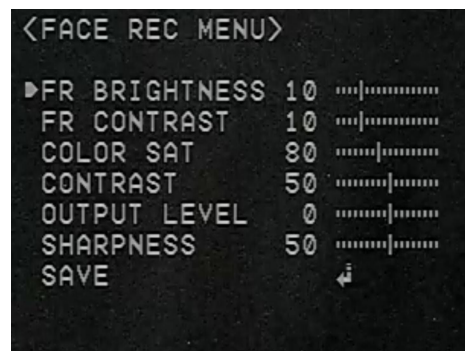 <FACE REC MENU>
FR BRIGHTNESS 10
FR CONTRAST 10
COLOR SAT 80
CONTRAST 50
OUTPUT LEVEL 0
SHARPNESS 50
SAVE